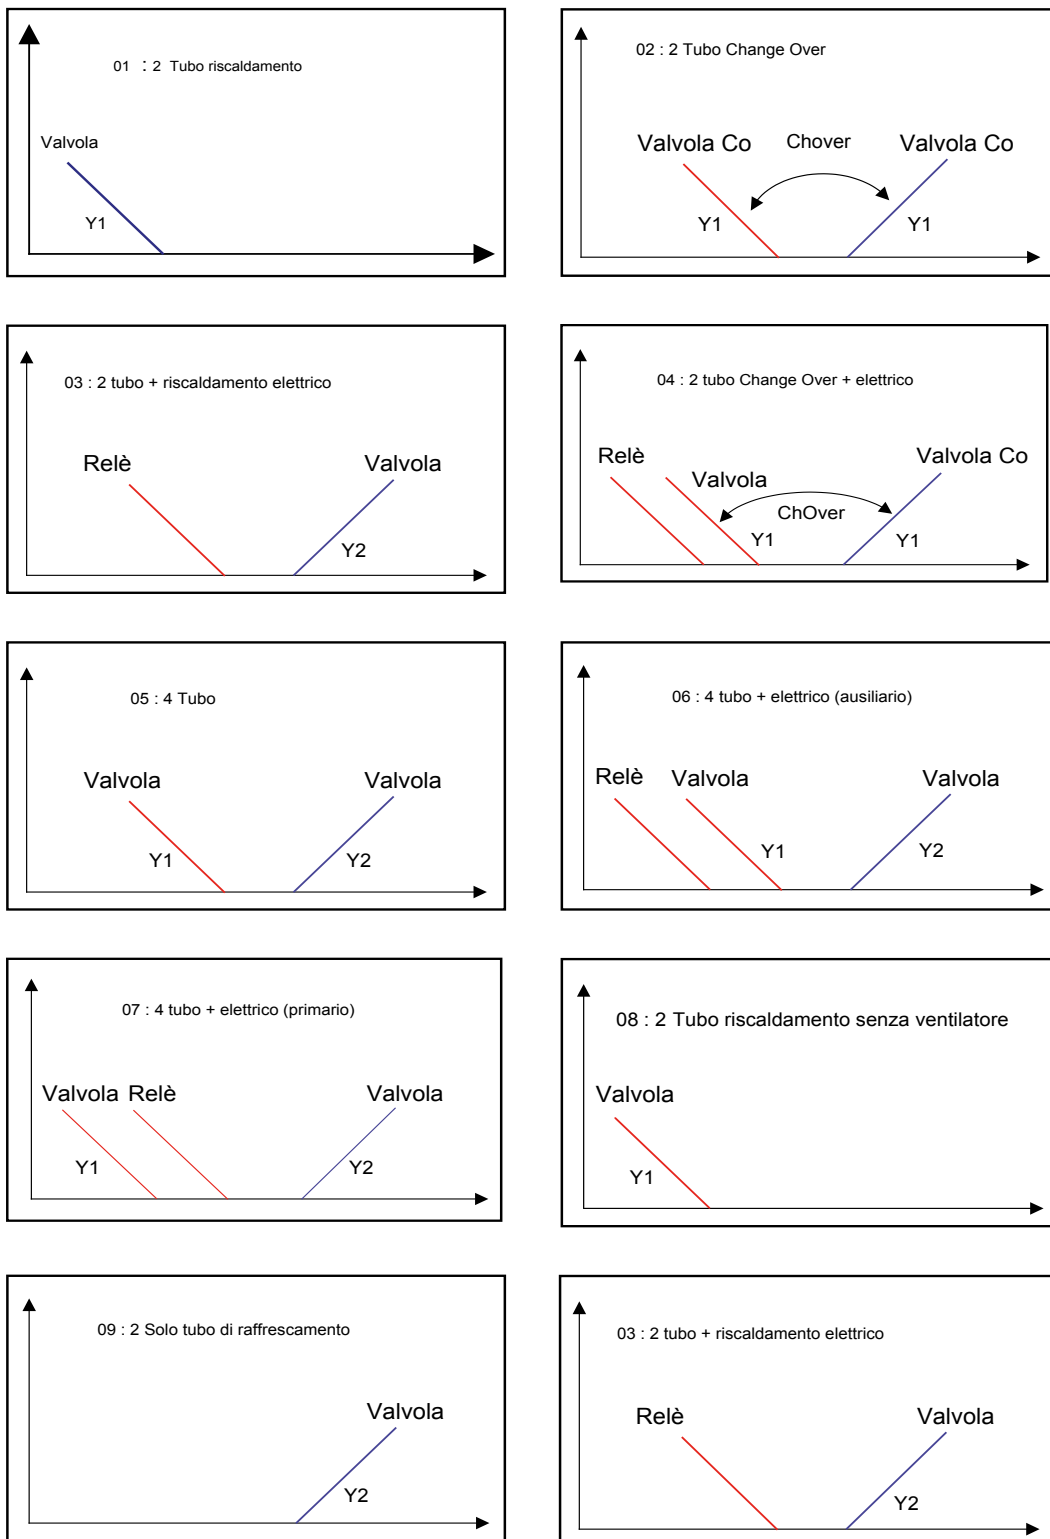 01 : 2 Tubo riscaldamento
Valvola
Y1
02 : 2 Tubo Change Over
Valvola Co Chover Valvola Co
Y1 Y1
03 : 2 tubo + riscaldamento elettrico
Relè Valvola
Y2
04 : 2 tubo Change Over + elettrico
Relè Valvola Valvola Co
ChOver
Y1 Y1
05 : 4 Tubo
Valvola Valvola
Y1 Y2
06 : 4 tubo + elettrico (ausiliario)
Relè Valvola Valvola
Y1 Y2
07 : 4 tubo + elettrico (primario)
Valvola Relè Valvola
Y1 Y2
08 : 2 Tubo riscaldamento senza ventilatore
Valvola
Y1
09 : 2 Solo tubo di raffrescamento
Valvola
Y2
03 : 2 tubo + riscaldamento elettrico
Relè Valvola
Y2